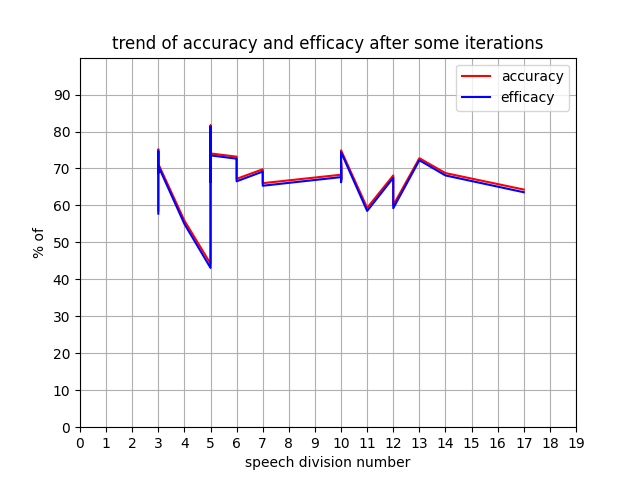 trend of accuracy and efficacy after some iterations
accuracy
efficacy
90
80
70
60
50
40
30
20
10
0
% of
0 1 2 3 4 5 6 7 8 9 10 11 12 13 14 15 16 17 18 19
speech division number